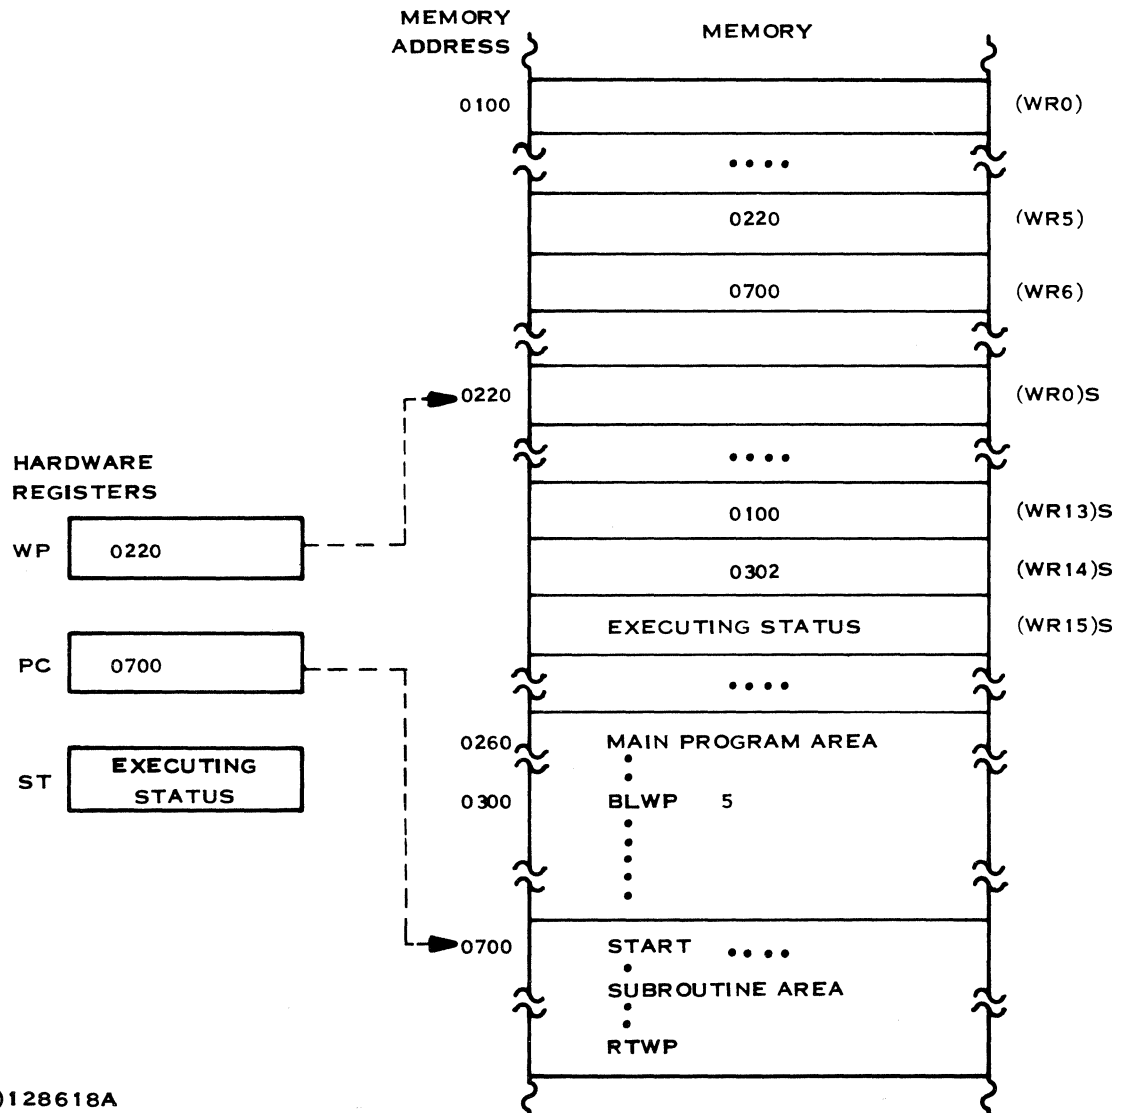 MEMORY
ADDRESS
MEMORY
0100
(WR0)
0220
(WR5)
0700
(WR6)
0220
(WR0)S
HARDWARE
REGISTERS
0100
(WR13)S
WP 0220
0302
(WR14)S
EXECUTING STATUS
(WR15)S
PC 0700
0260
MAIN PROGRAM AREA
ST
EXECUTING
STATUS
0300
BLWP 5
0700
START
SUBROUTINE AREA
RTWP
)128618A